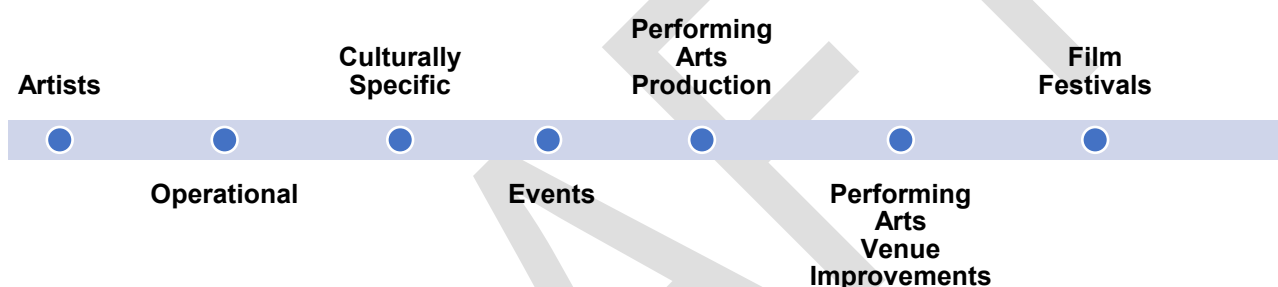 Artists
Operational
Culturally
Specific
Events
Performing
Arts
Production
Performing
Arts
Venue
Improvements
Film
Festivals